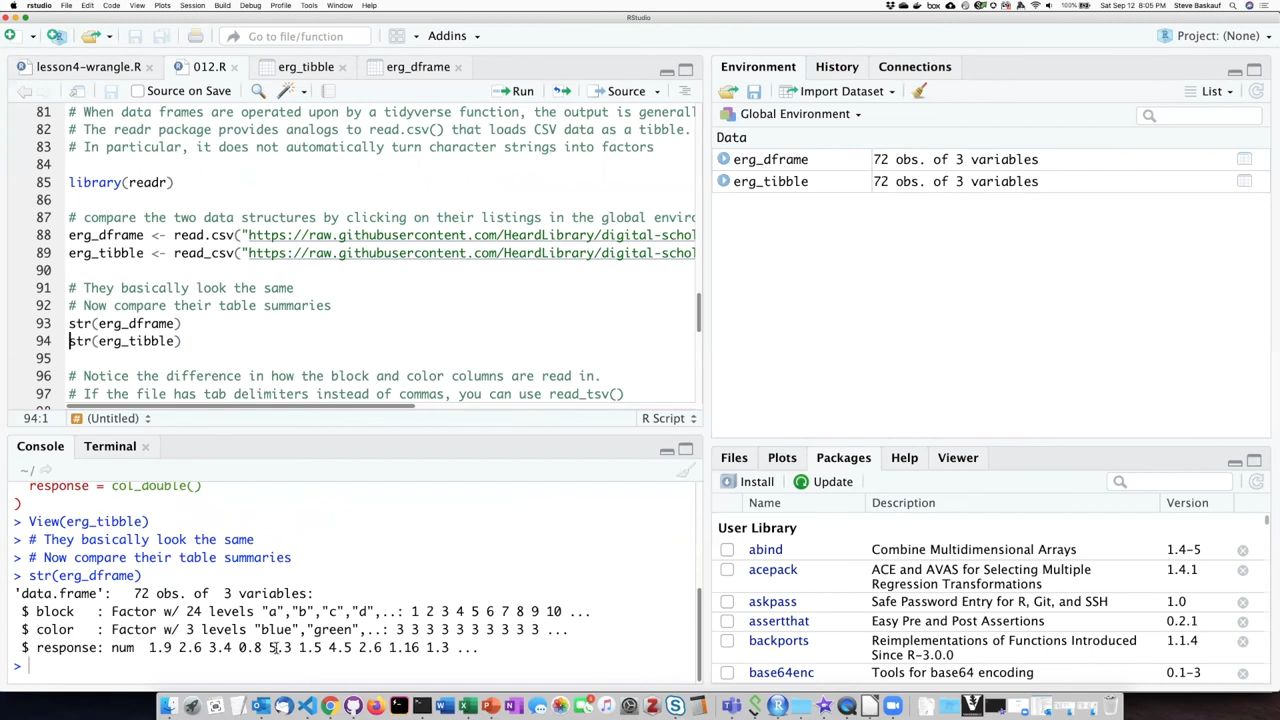 rstudio File Edit Code View Plots Session Build Debug Profile Tools Window Help box 100% Sat Sep 12 8:05 PM Steve Baskauf
RStudio
Go to file/function Addins Project: (None)
lesson4-wrangle.R 012.R erg_tibble erg_dframe
Source on Save Run Source
81 # When data frames are operated upon by a tidyverse function, the output is generall
82 # The readr package provides analogs to read.csv() that loads CSV data as a tibble.
83 # In particular, it does not automatically turn character strings into factors
84
85 library(readr)
86
87 # compare the two data structures by clicking on their listings in the global enviro
88 erg_dframe <- read.csv("https://raw.githubusercontent.com/HeardLibrary/digital-schol
89 erg_tibble <- read_csv("https://raw.githubusercontent.com/HeardLibrary/digital-schol
90
91 # They basically look the same
92 # Now compare their table summaries
93 str(erg_dframe)
94 str(erg_tibble)
95
96 # Notice the difference in how the block and color columns are read in.
97 # If the file has tab delimiters instead of commas, you can use read_tsv()
94:1 # (Untitled) R Script
Console Terminal
~/
response = col_double()
)
> View(erg_tibble)
> # They basically look the same
> # Now compare their table summaries
> str(erg_dframe)
'data.frame': 72 obs. of 3 variables:
$ block : Factor w/ 24 levels "a","b","c","d",..: 1 2 3 4 5 6 7 8 9 10 ...
$ color : Factor w/ 3 levels "blue","green",..: 3 3 3 3 3 3 3 3 3 3 ...
$ response: num 1.9 2.6 3.4 0.8 5.3 1.5 4.5 2.6 1.16 1.3 ...
>
Environment History Connections
Import Dataset List
Global Environment
Data
erg_dframe 72 obs. of 3 variables
erg_tibble 72 obs. of 3 variables
Files Plots Packages Help Viewer
Install Update
Name Description Version
User Library
abind Combine Multidimensional Arrays 1.4-5
acepack ACE and AVAS for Selecting Multiple Regression Transformations 1.4.1
askpass Safe Password Entry for R, Git, and SSH 1.0
assertthat Easy Pre and Post Assertions 0.2.1
backports Reimplementations of Functions Introduced Since R-3.0.0 1.1.4
base64enc Tools for base64 encoding 0.1-3